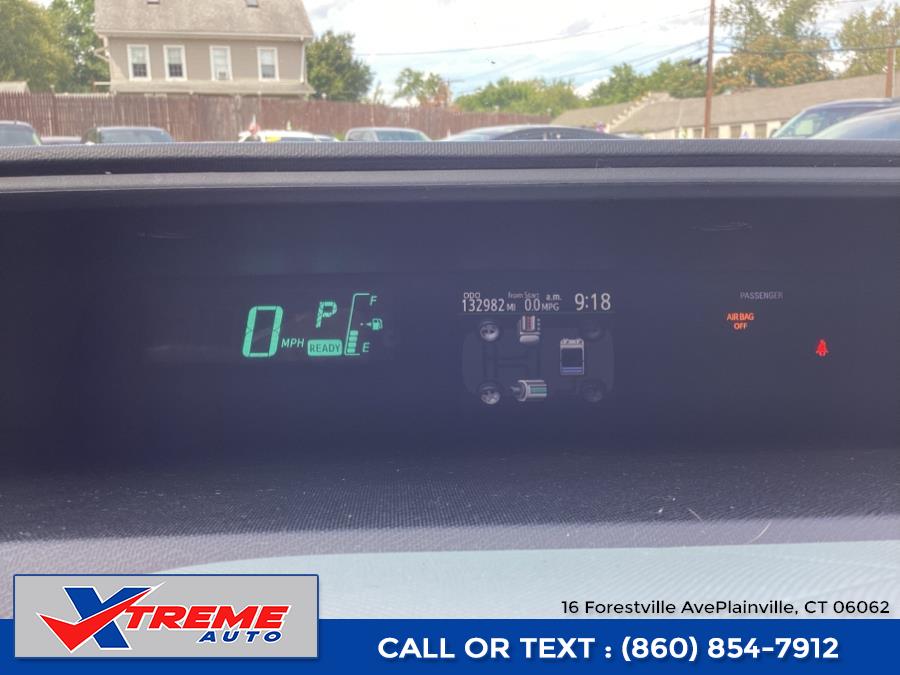 0 MPH
P
READY
F
E
ODO from Start a.m.
132982 MI 0.0 MPG 9:18
PASSENGER
AIR BAG
OFF
XTREME
AUTO
16 Forestville AvePlainville, CT 06062
CALL OR TEXT : (860) 854-7912